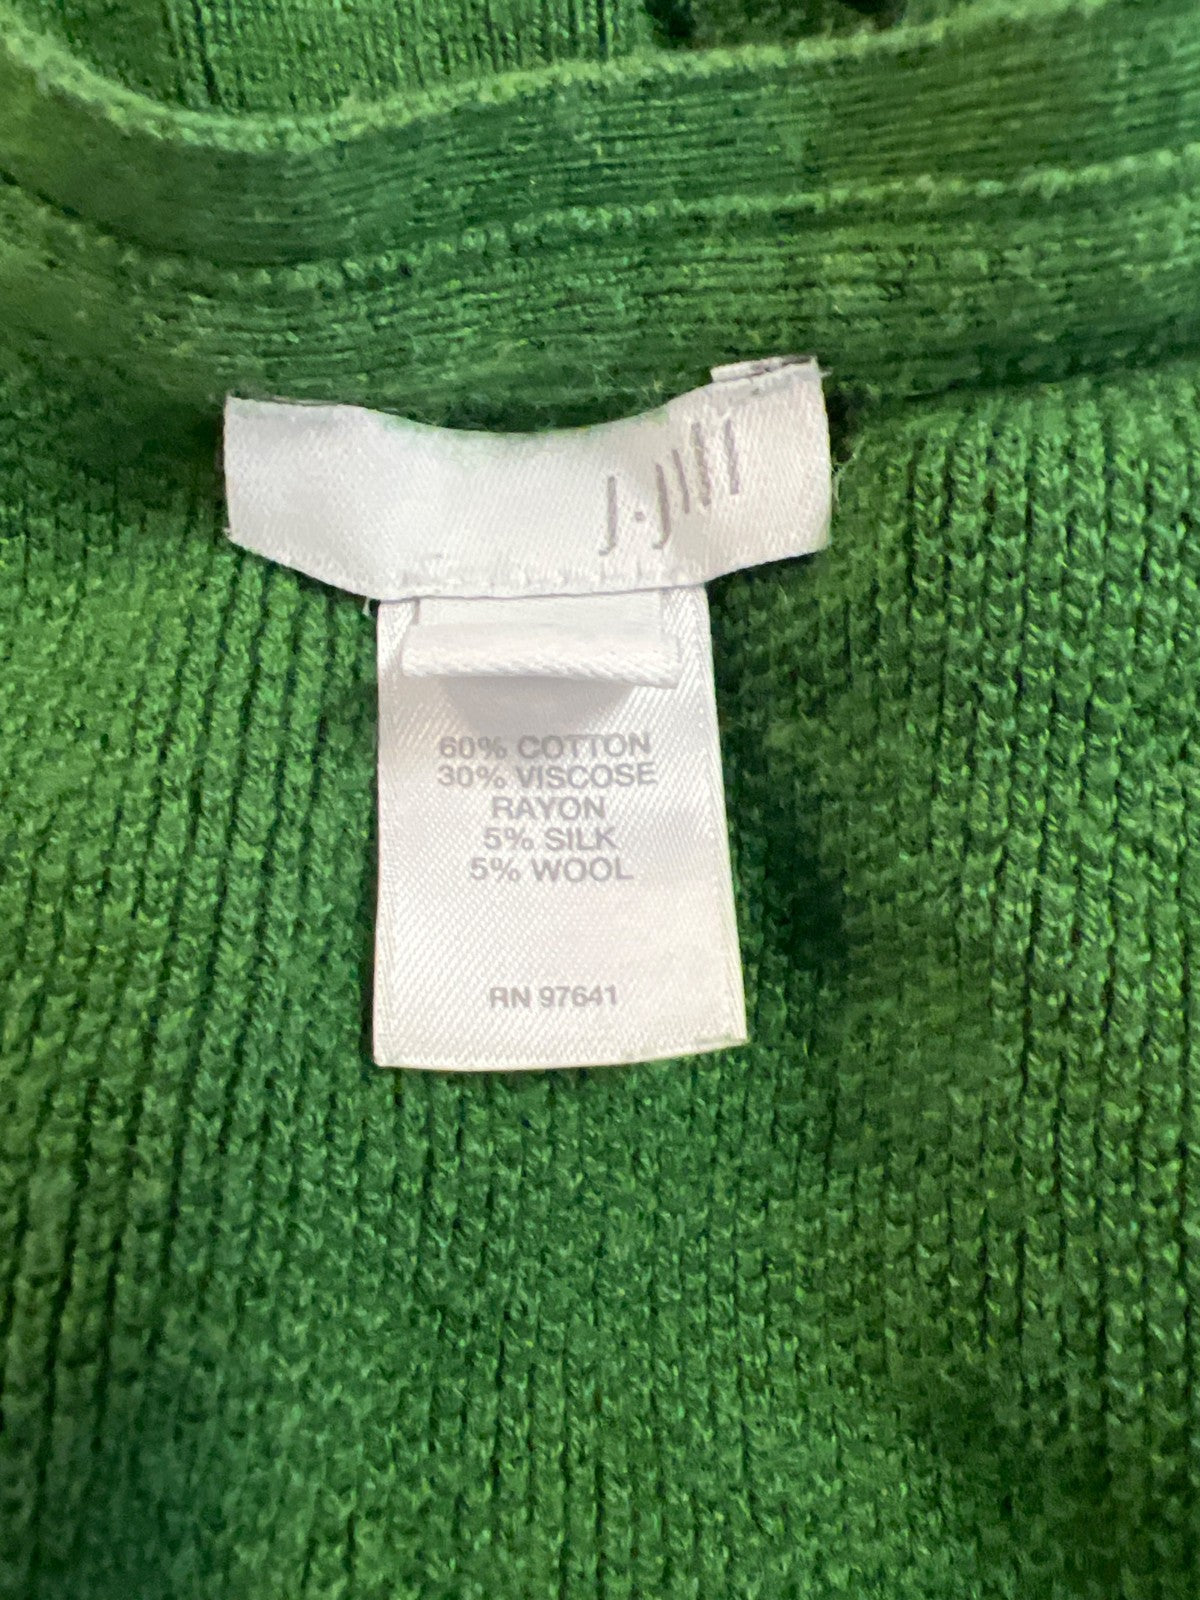 J.Jill
60% COTTON
30% VISCOSE
RAYON
5% SILK
5% WOOL
RN 97641